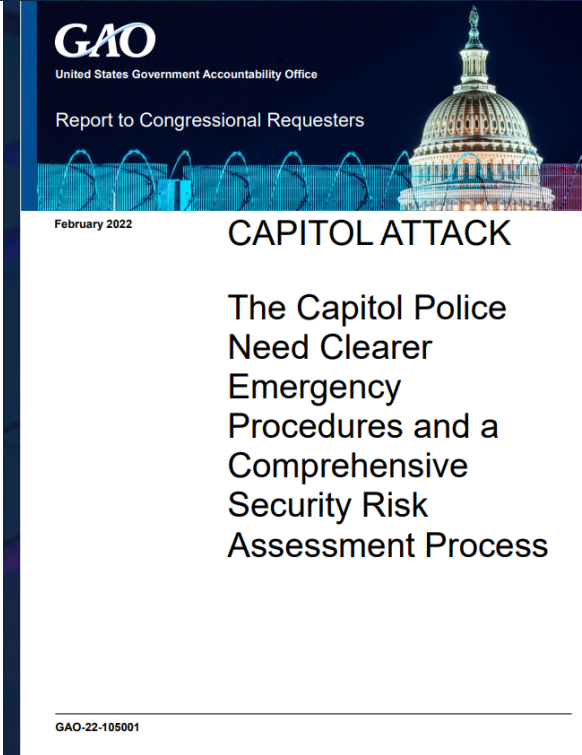 GAO
United States Government Accountability Office
Report to Congressional Requesters
February 2022
CAPITOL ATTACK
The Capitol Police
Need Clearer
Emergency
Procedures and a
Comprehensive
Security Risk
Assessment Process
GAO-22-105001